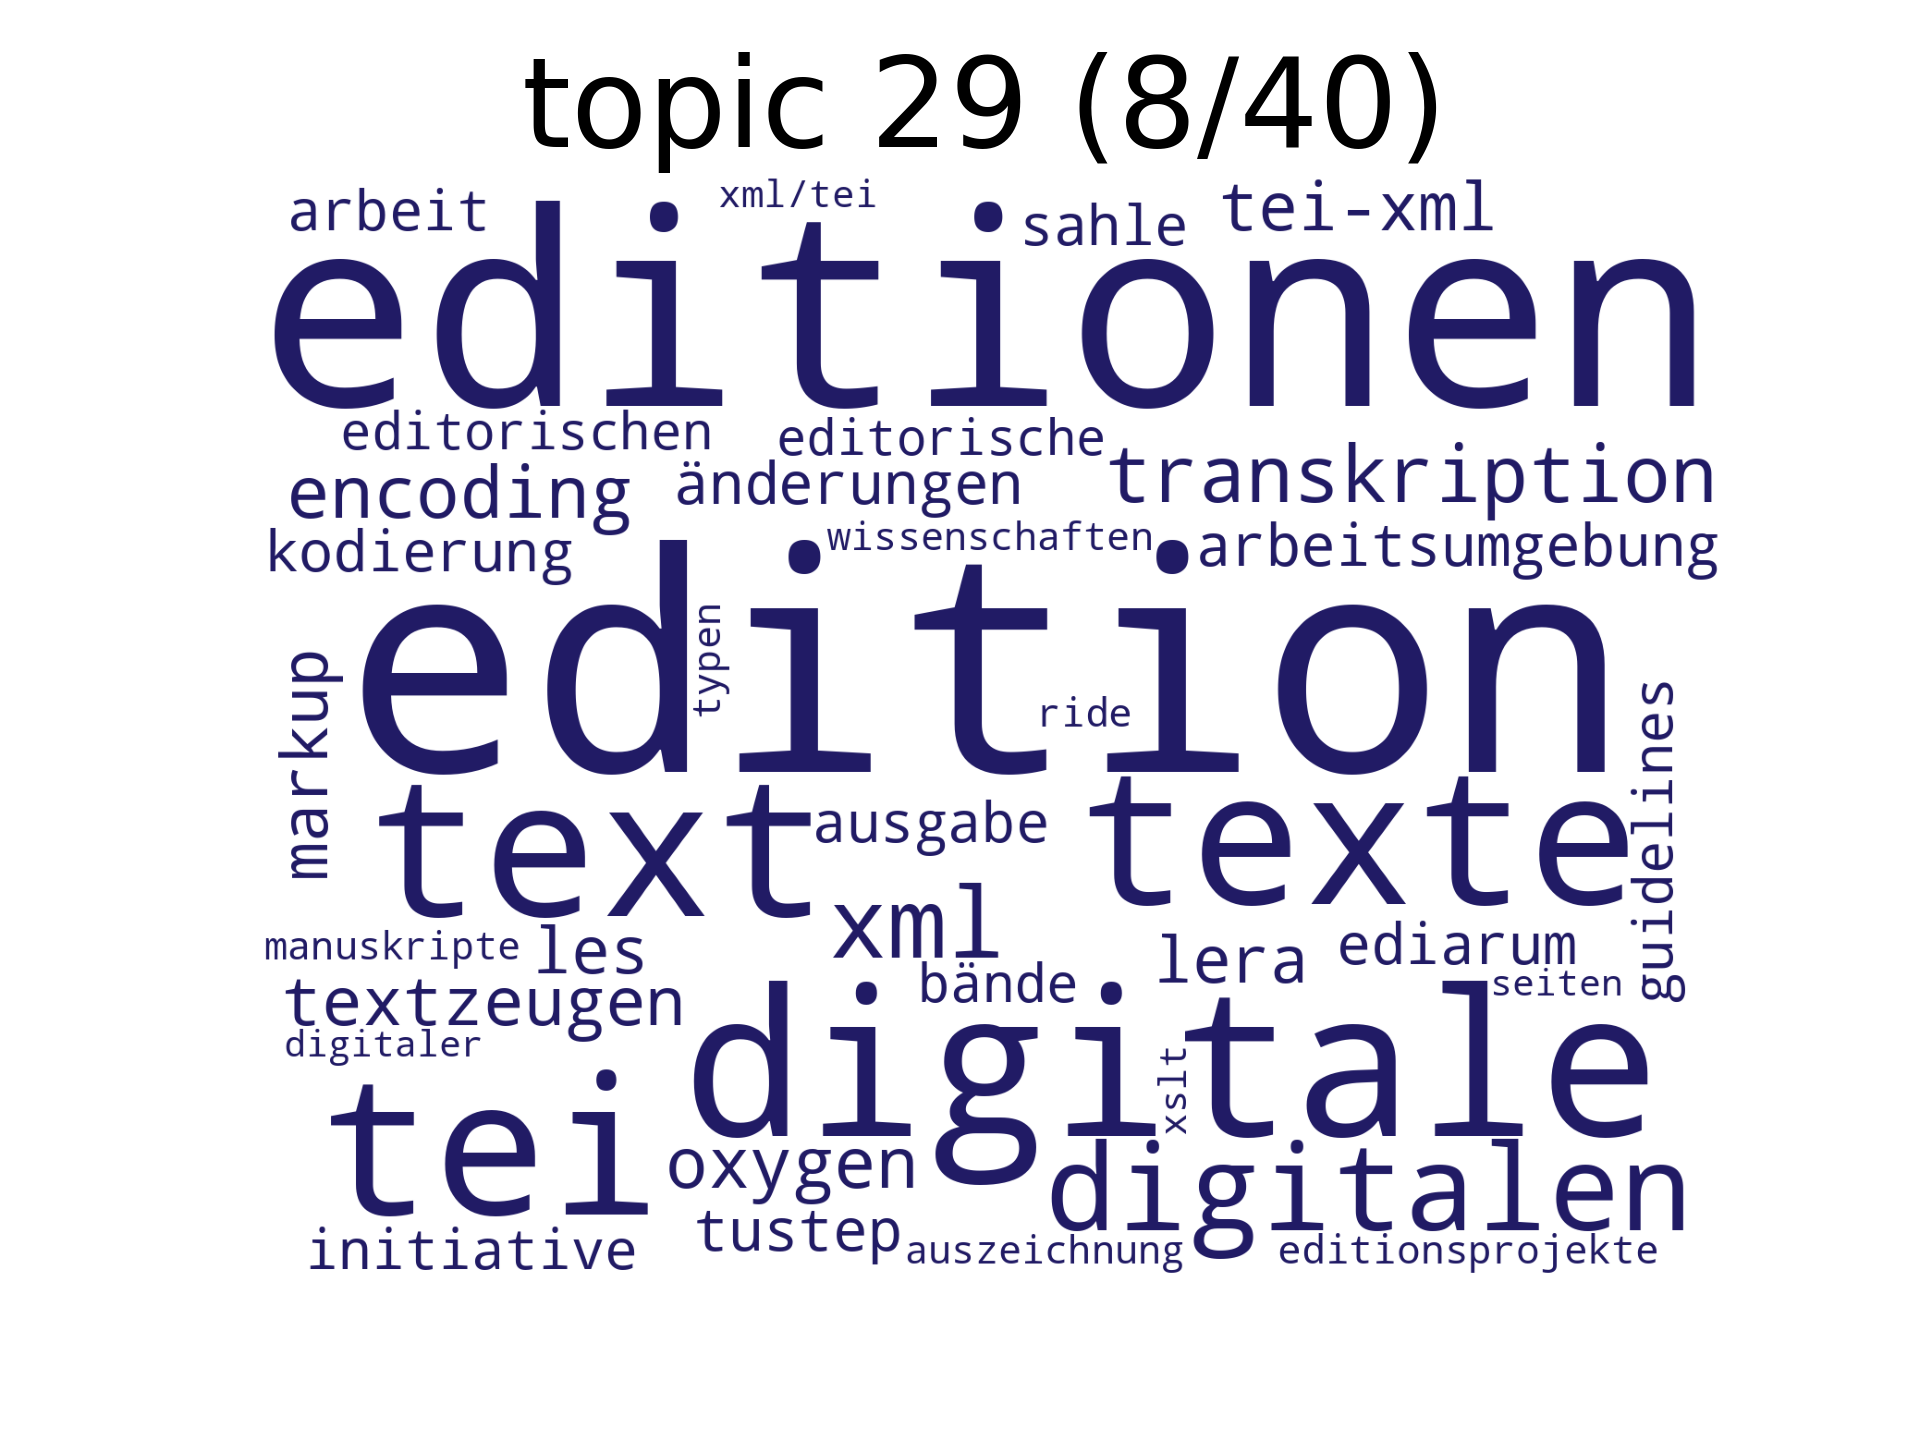 topic 29 (8/40)
arbeit
xml/tei
sahle
tei-xml
editionen
editorischen
editorische
encoding
änderungen
transkription
kodierung
wissenschaften
arbeitsumgebung
edition
typen
ride
markup
guidelines
text
ausgabe
texte
xml
manuskripte
les
bände
lera
ediarum
seiten
textzeugen
digitaler
digitale
xslt
tei
oxygen
digitalen
initiative
tustep
auszeichnung
editionsprojekte